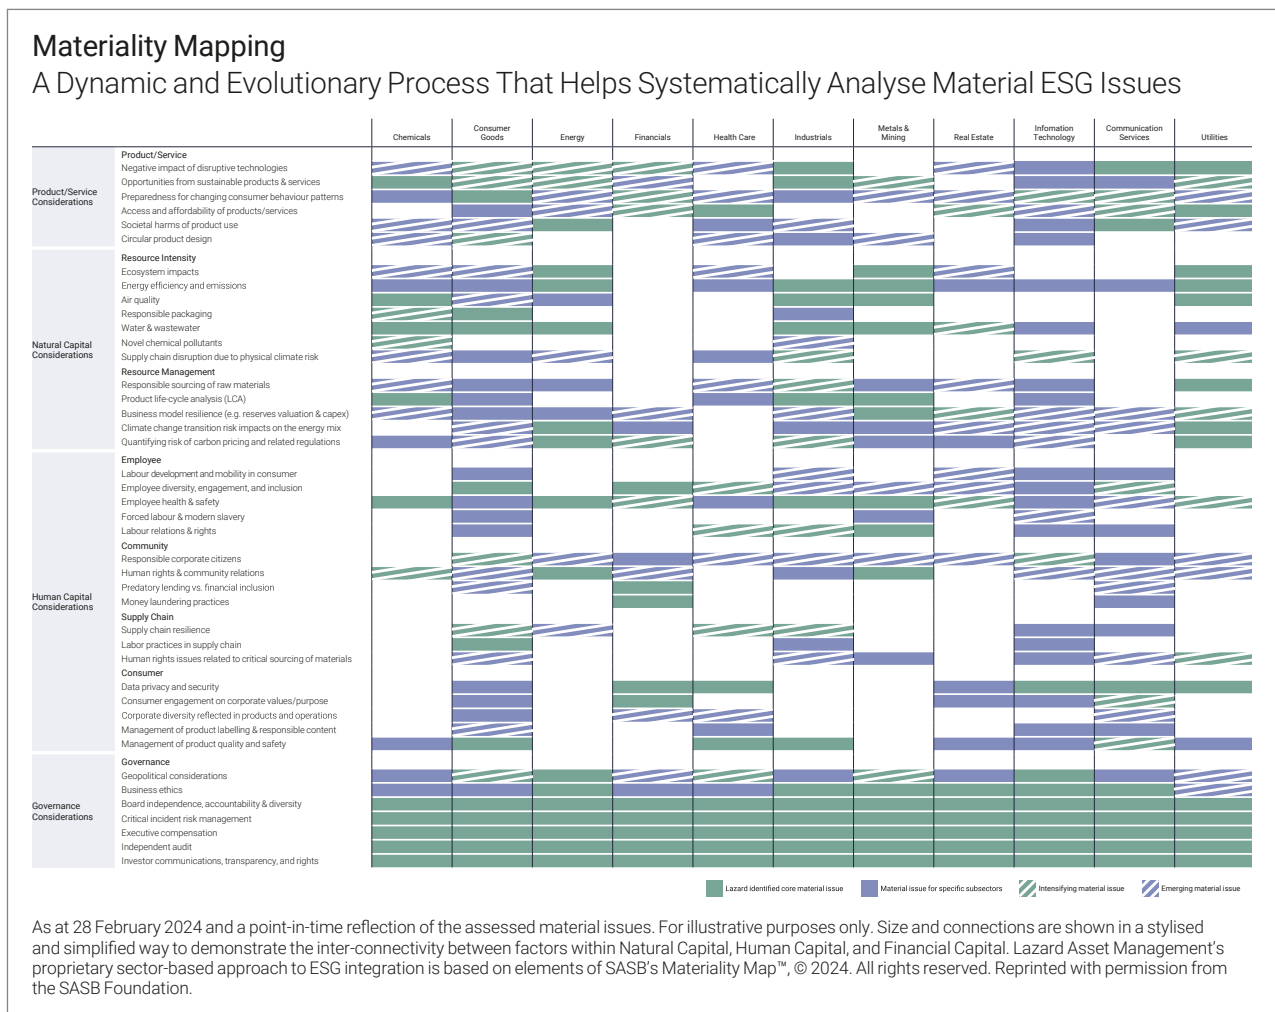 Materiality Mapping
A Dynamic and Evolutionary Process That Helps Systematically Analyse Material ESG Issues
Chemicals
Consumer
Goods
Energy
Financials
Health Care
Industrials
Metals &
Mining
Real Estate
Infomation
Technology
Communication
Services
Utilities
Product/Service
Considerations
Product/Service
Negative impact of disruptive technologies
Opportunities from sustainable products & services
Preparedness for changing consumer behaviour patterns
Access and affordability of products/services
Societal harms of product use
Circular product design
Natural Capital
Considerations
Resource Intensity
Ecosystem impacts
Energy efficiency and emissions
Air quality
Responsible packaging
Water & wastewater
Novel chemical pollutants
Supply chain disruption due to physical climate risk
Resource Management
Responsible sourcing of raw materials
Product life-cycle analysis (LCA)
Business model resilience (e.g. reserves valuation & capex)
Climate change transition risk impacts on the energy mix
Quantifying risk of carbon pricing and related regulations
Human Capital
Considerations
Employee
Labour development and mobility in consumer
Employee diversity, engagement, and inclusion
Employee health & safety
Forced labour & modern slavery
Labour relations & rights
Community
Responsible corporate citizens
Human rights & community relations
Predatory lending vs. financial inclusion
Money laundering practices
Supply Chain
Supply chain resilience
Labor practices in supply chain
Human rights issues related to critical sourcing of materials
Consumer
Data privacy and security
Consumer engagement on corporate values/purpose
Corporate diversity reflected in products and operations
Management of product labelling & responsible content
Management of product quality and safety
Governance
Considerations
Governance
Geopolitical considerations
Business ethics
Board independence, accountability & diversity
Critical incident risk management
Executive compensation
Independent audit
Investor communications, transparency, and rights
Lazard identified core material issue
Material issue for specific subsectors
Intensifying material issue
Emerging material issue
As at 28 February 2024 and a point-in-time reflection of the assessed material issues. For illustrative purposes only. Size and connections are shown in a stylised
and simplified way to demonstrate the inter-connectivity between factors within Natural Capital, Human Capital, and Financial Capital. Lazard Asset Management's
proprietary sector-based approach to ESG integration is based on elements of SASB's Materiality Map™, © 2024. All rights reserved. Reprinted with permission from
the SASB Foundation.